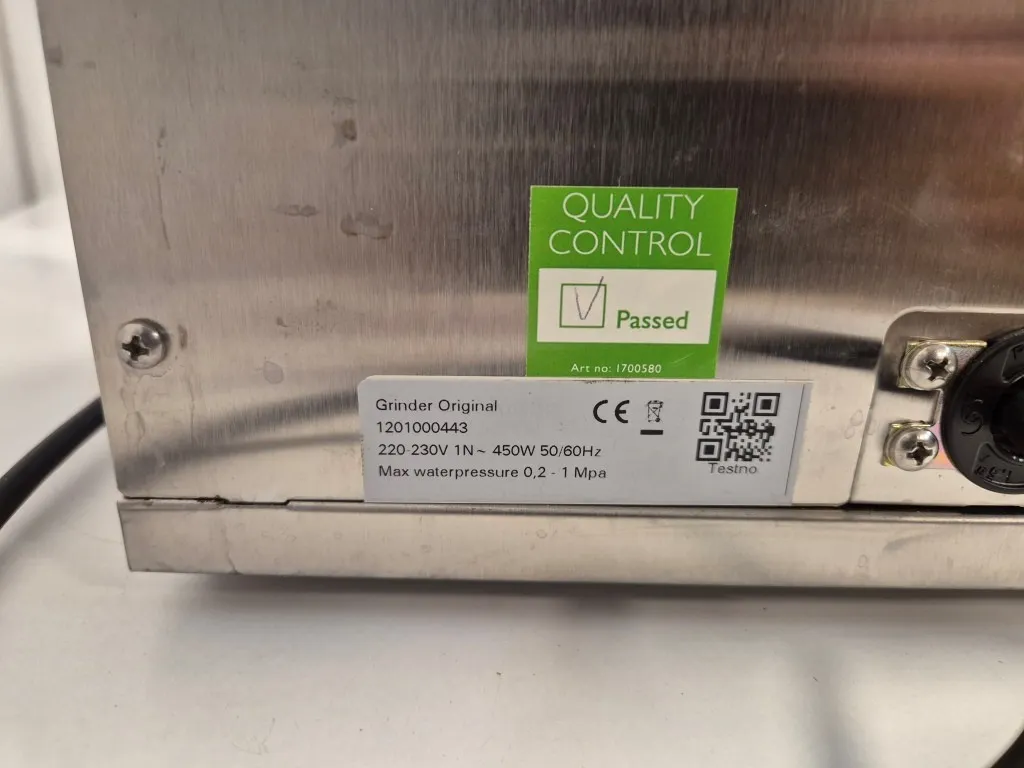 QUALITY
CONTROL
Passed
Art no: 1700580
Grinder Original
1201000443
220-230V 1N~ 450W 50/60Hz
Max waterpressure 0,2 - 1 Mpa
CE
Testno